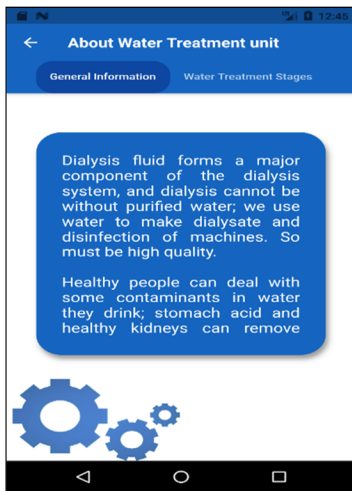 12:45
About Water Treatment unit
General Information Water Treatment Stages
Dialysis fluid forms a major
component of the dialysis
system, and dialysis cannot be
without purified water; we use
water to make dialysate and
disinfection of machines. So
must be high quality.
Healthy people can deal with
some contaminants in water
they drink; stomach acid and
healthy kidneys can remove